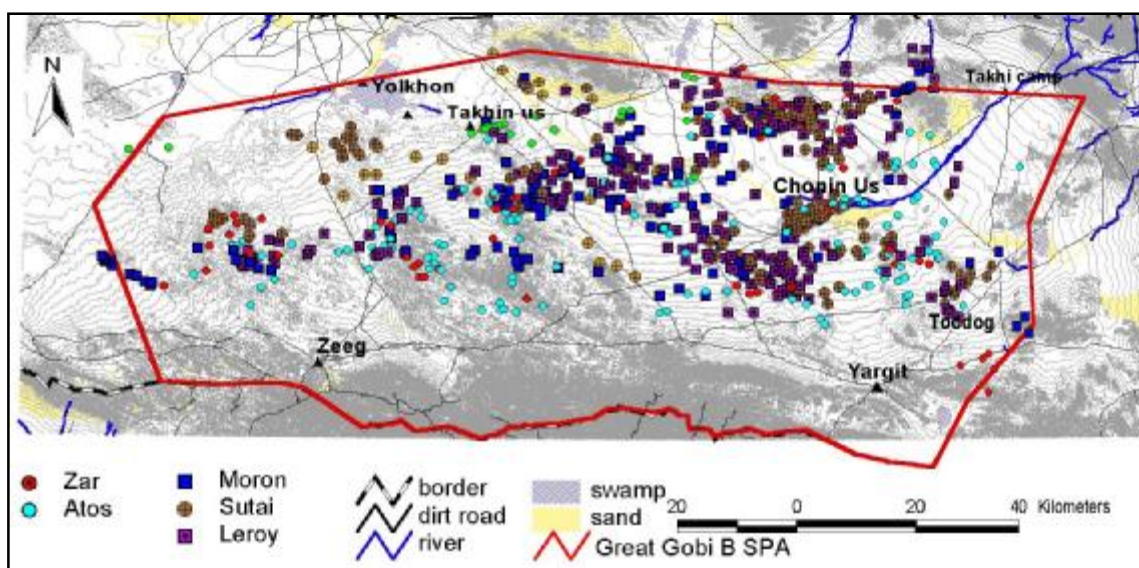 N
Yolkhon
Takhin us
Takhi camp
Chonin Us
Toodog
Zeeg
Yargit
Zar
Atos
Moron
Sutai
Leroy
border
dirt road
river
swamp
sand
Great Gobi B SPA
20 0 20 40 Kilometers